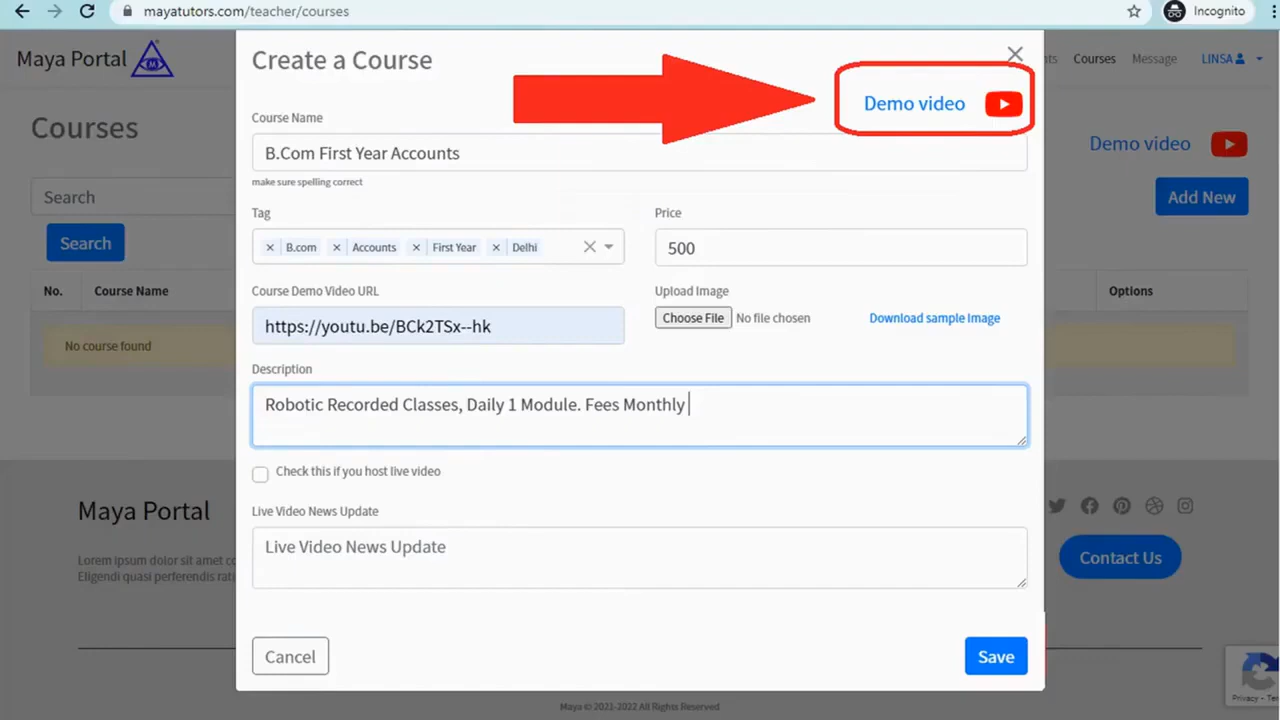 mayatutors.com/teacher/courses
Incognito
Maya Portal
Create a Course
Courses
Message
LINSA
Demo video
Courses
Course Name
Demo video
B.Com First Year Accounts
make sure spelling correct
Search
Add New
Tag
Price
Search
× B.com × Accounts × First Year × Delhi
500
No.
Course Name
Course Demo Video URL
Upload Image
Options
https://youtu.be/BCk2TSx--hk
Choose File No file chosen
Download sample Image
No course found
Description
Robotic Recorded Classes, Daily 1 Module. Fees Monthly
Check this if you host live video
Maya Portal
Live Video News Update
Live Video News Update
Lorem ipsum dolor sit amet
Eligendi quasi perferendis
Contact Us
Cancel
Save
Privacy
Maya © 2021-2022 All Rights Reserved